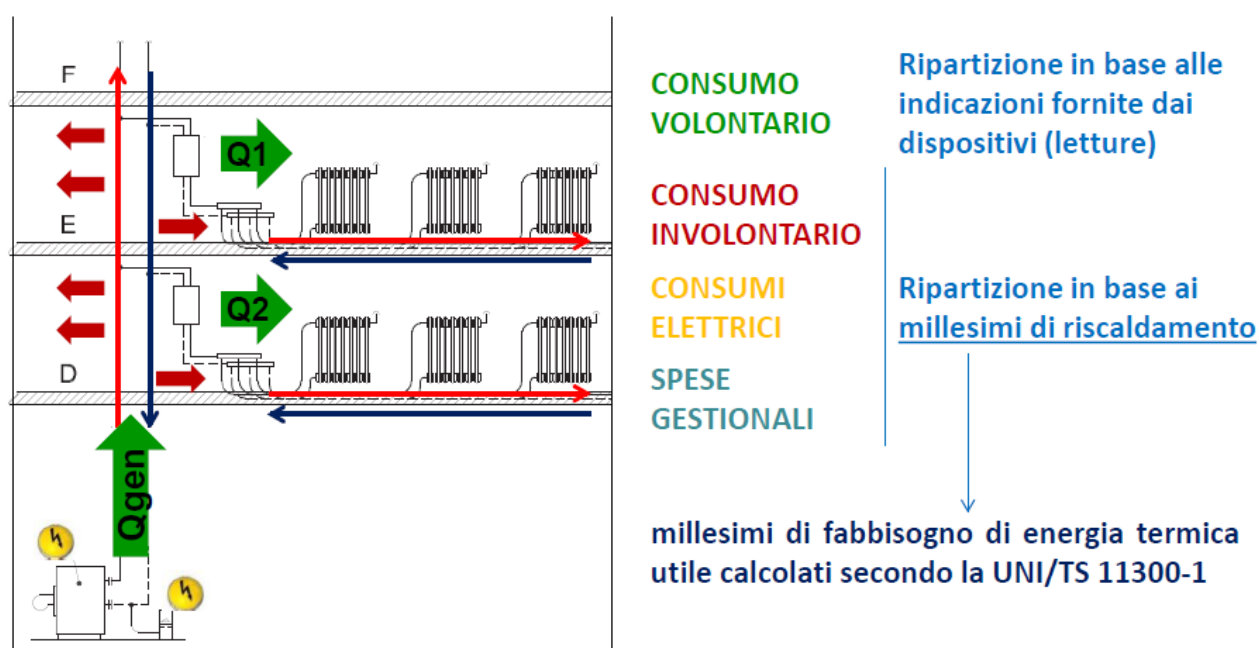 F
E
D
Q1
Q2
Qgen
CONSUMO
VOLONTARIO
Ripartizione in base alle
indicazioni fornite dai
dispositivi (letture)
CONSUMO
INVOLONTARIO
CONSUMI
ELETTRICI
SPESE
GESTIONALI
Ripartizione in base ai
millesimi di riscaldamento
millesimi di fabbisogno di energia termica
utile calcolati secondo la UNI/TS 11300-1